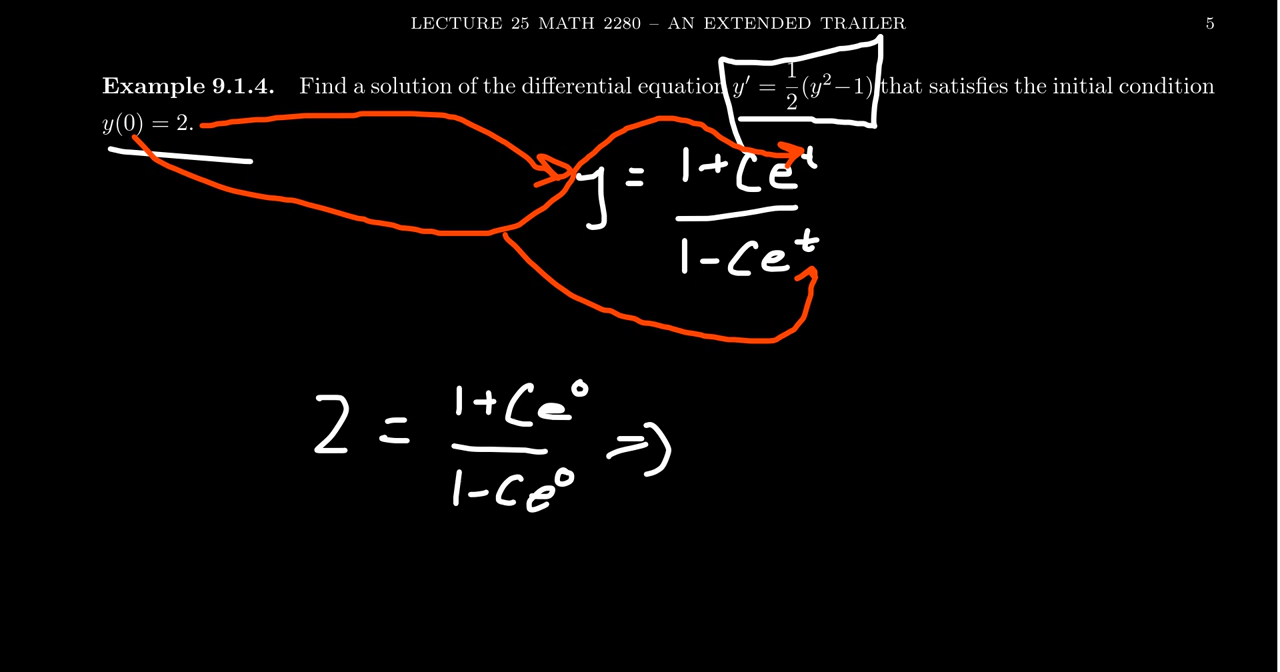 LECTURE 25 MATH 2280 – AN EXTENDED TRAILER 5
Example 9.1.4. Find a solution of the differential equation y′ = 1/2(y²−1) that satisfies the initial condition
y(0) = 2.
y = (1+Ce^t)/(1-Ce^t)
2 = (1+Ce^0)/(1-Ce^0) ⇒